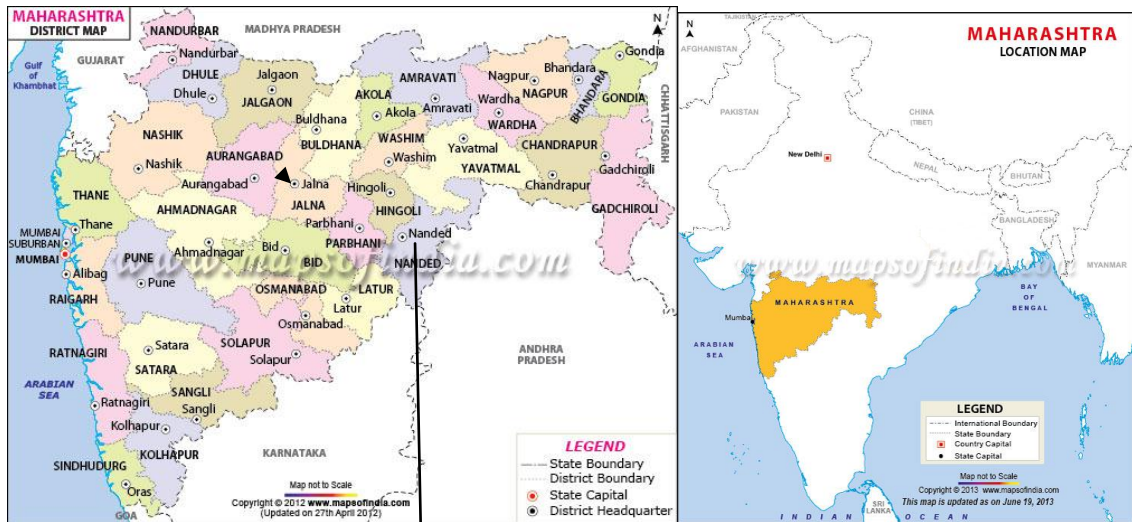 MAHARASHTRA
DISTRICT MAP
NANDURBAR
MADHYA PRADESH
N
GUJARAT
Nandurbar
Gulf
of
Khambhat
DHULE
Dhule
Jalgaon
JALGAON
AKOLA
Akola
AMRAVATI
Amravati
Nagpur
NAGPUR
Bhandara
BHANDARA
Gondia
GONDIA
CHHATTISGARH
Wardha
WARDHA
Buldhana
BULDHANA
WASHIM
Washim
NASHIK
Nashik
AURANGABAD
Aurangabad
Jalna
JALNA
Yavatmal
YAVATMAL
CHANDRAPUR
Chandrapur
Gadchiroli
GADCHIROLI
Hingoli
HINGOLI
THANE
Thane
AHMADNAGAR
Ahmadnagar
Parbhani
PARBHANI
Nanded
NANDED
MUMBAI
SUBURBAN
MUMBAI
Alibag
RAIGARH
PUNE
Pune
Bid
BID
www.mapsofindia.com
OSMANABAD
Osmanabad
LATUR
Latur
RATNAGIRI
Ratnagiri
Satara
SATARA
SOLAPUR
Solapur
ANDHRA
PRADESH
ARABIAN
SEA
SANGLI
Sangli
Kolhapur
KOLHAPUR
SINDHUDURG
Oras
GOA
KARNATAKA
Map not to Scale
Copyright © 2012 www.mapsofindia.com
(Updated on 27th April 2012)
LEGEND
State Boundary
District Boundary
State Capital
District Headquarter
MAHARASHTRA
LOCATION MAP
N
TAJIKISTAN
AFGHANISTAN
PAKISTAN
CHINA
(TIBET)
New Delhi
NEPAL
BHUTAN
BANGLADESH
MYANMAR
www.mapsofindia.com
MAHARASHTRA
Mumbai
ARABIAN
SEA
BAY
OF
BENGAL
LEGEND
International Boundary
State Boundary
Country Capital
State Capital
Map not to Scale
Copyright © 2013 www.mapsofindia.com
This map is updated as on June 19, 2013
SRI
LANKA
INDIAN OCEAN